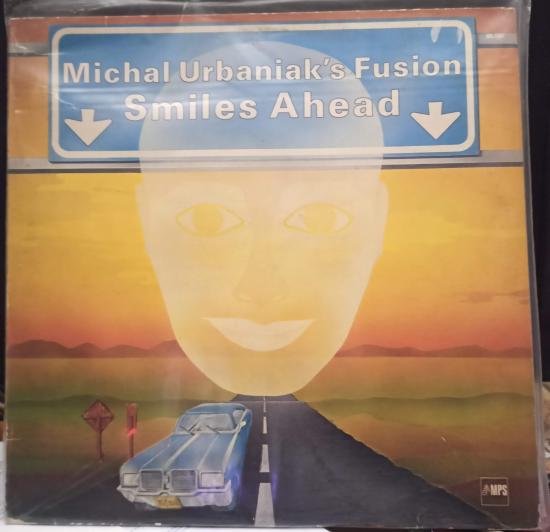 Michal Urbaniak's Fusion
Smiles Ahead
MPS